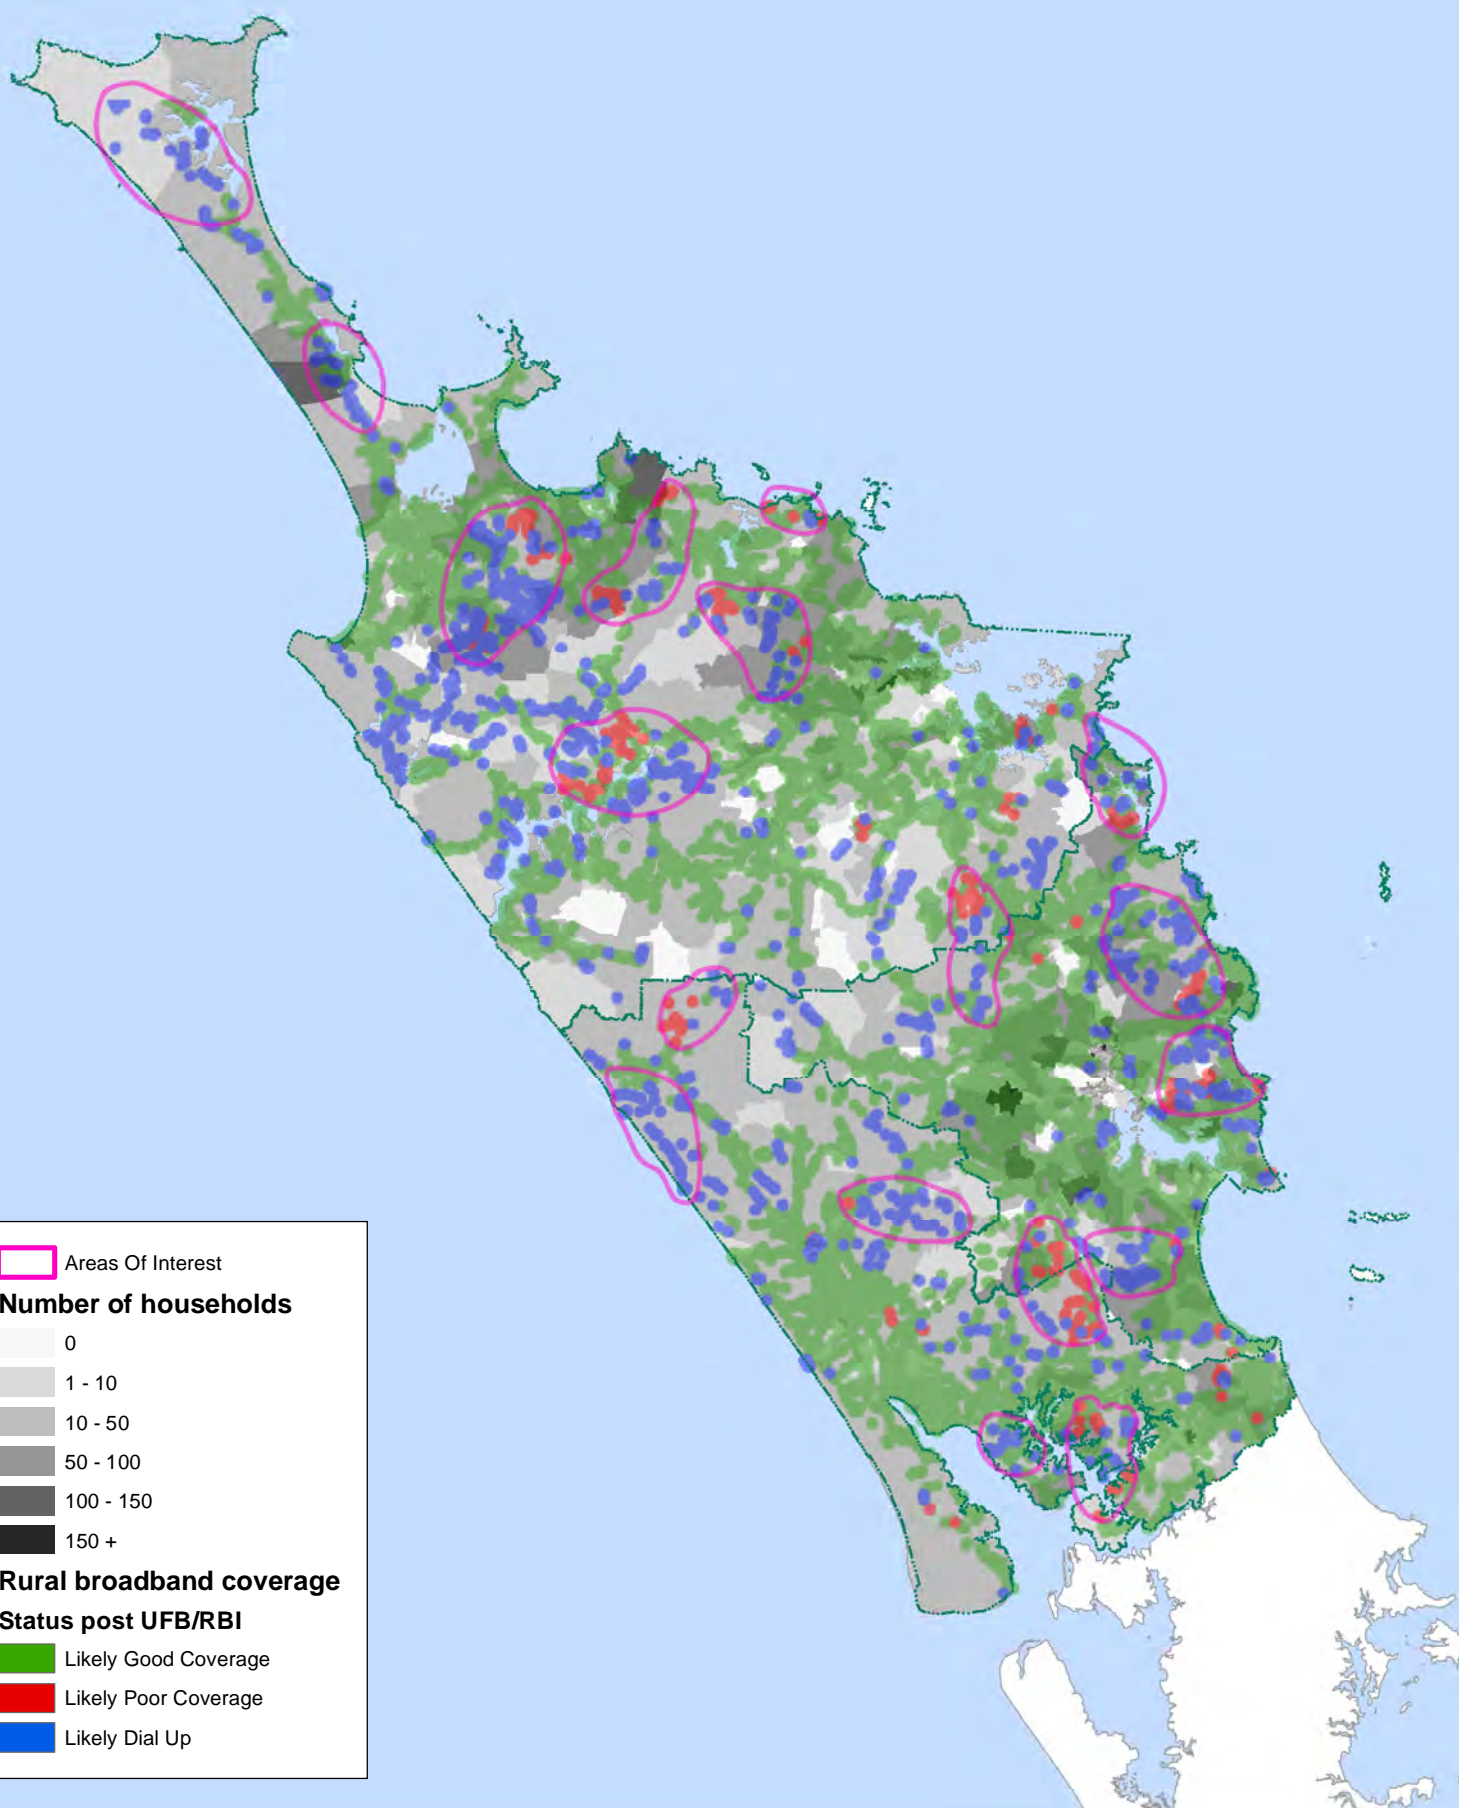 Areas Of Interest
Number of households
0
1 - 10
10 - 50
50 - 100
100 - 150
150 +
Rural broadband coverage
Status post UFB/RBI
Likely Good Coverage
Likely Poor Coverage
Likely Dial Up